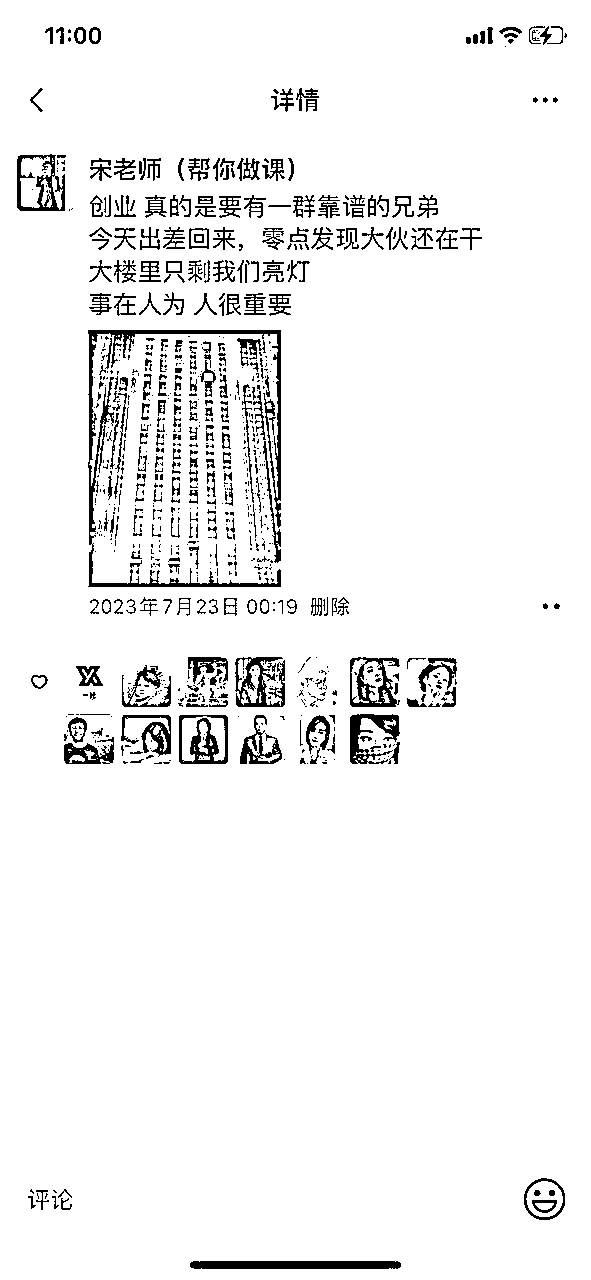 11:00
详情
宋老师（帮你做课）
创业 真的是要有一群靠谱的兄弟
今天出差回来，零点发现大伙还在干
大楼里只剩我们亮灯
事在人为 人很重要
2023年7月23日 00:19 删除
评论